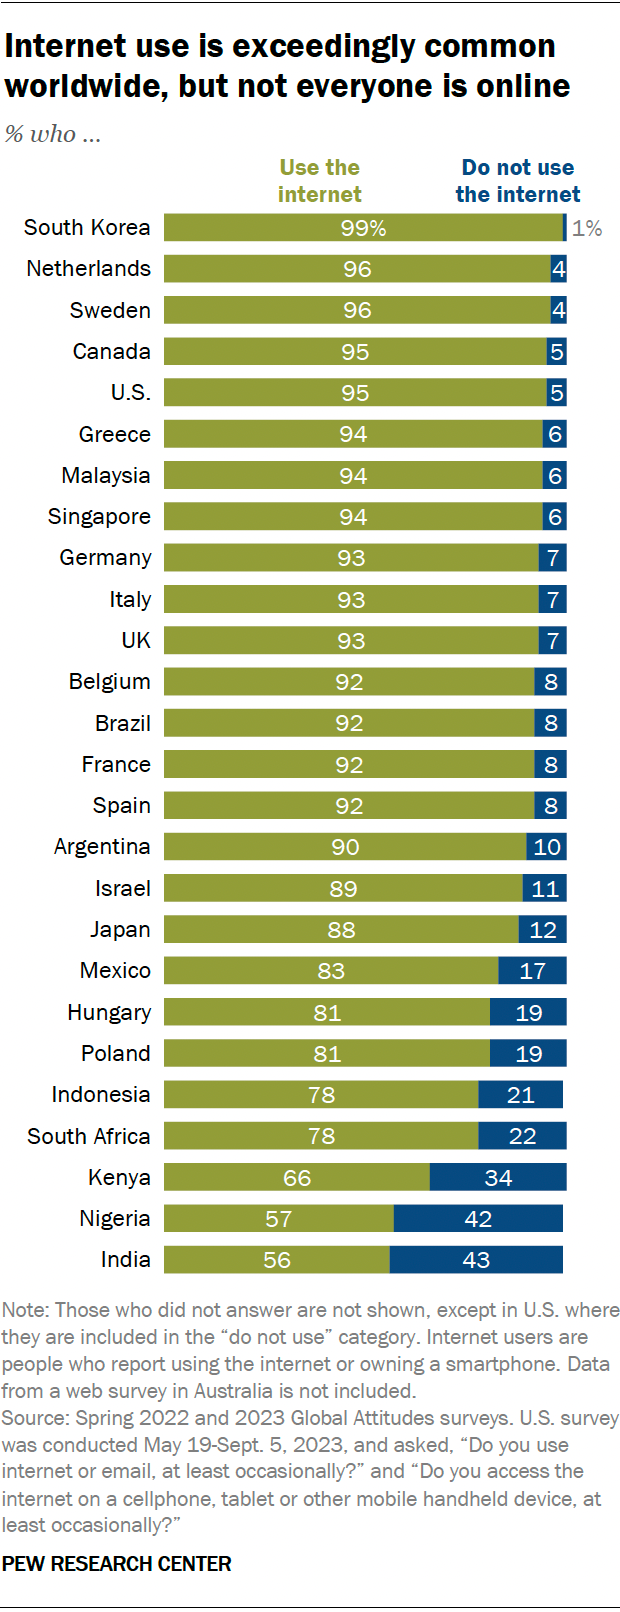 Internet use is exceedingly common
worldwide, but not everyone is online
% who ...
Use the
internet
Do not use
the internet
South Korea 99% 1%
Netherlands 96 4
Sweden 96 4
Canada 95 5
U.S. 95 5
Greece 94 6
Malaysia 94 6
Singapore 94 6
Germany 93 7
Italy 93 7
UK 93 7
Belgium 92 8
Brazil 92 8
France 92 8
Spain 92 8
Argentina 90 10
Israel 89 11
Japan 88 12
Mexico 83 17
Hungary 81 19
Poland 81 19
Indonesia 78 21
South Africa 78 22
Kenya 66 34
Nigeria 57 42
India 56 43
Note: Those who did not answer are not shown, except in U.S. where
they are included in the “do not use” category. Internet users are
people who report using the internet or owning a smartphone. Data
from a web survey in Australia is not included.
Source: Spring 2022 and 2023 Global Attitudes surveys. U.S. survey
was conducted May 19-Sept. 5, 2023, and asked, “Do you use
internet or email, at least occasionally?” and “Do you access the
internet on a cellphone, tablet or other mobile handheld device, at
least occasionally?”
PEW RESEARCH CENTER